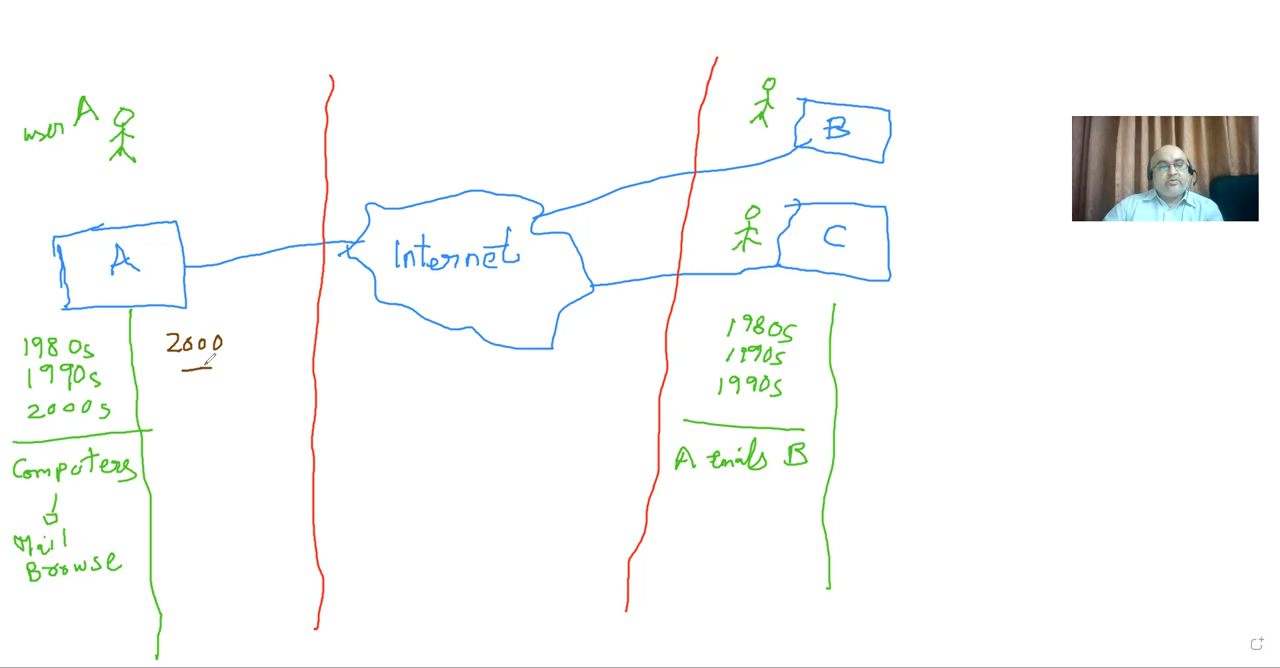 user A
B
C
A
Internet
1980s
1990s
2000s
2000
Computers
Mail
Browse
1980s
1990s
1990s
A emails B